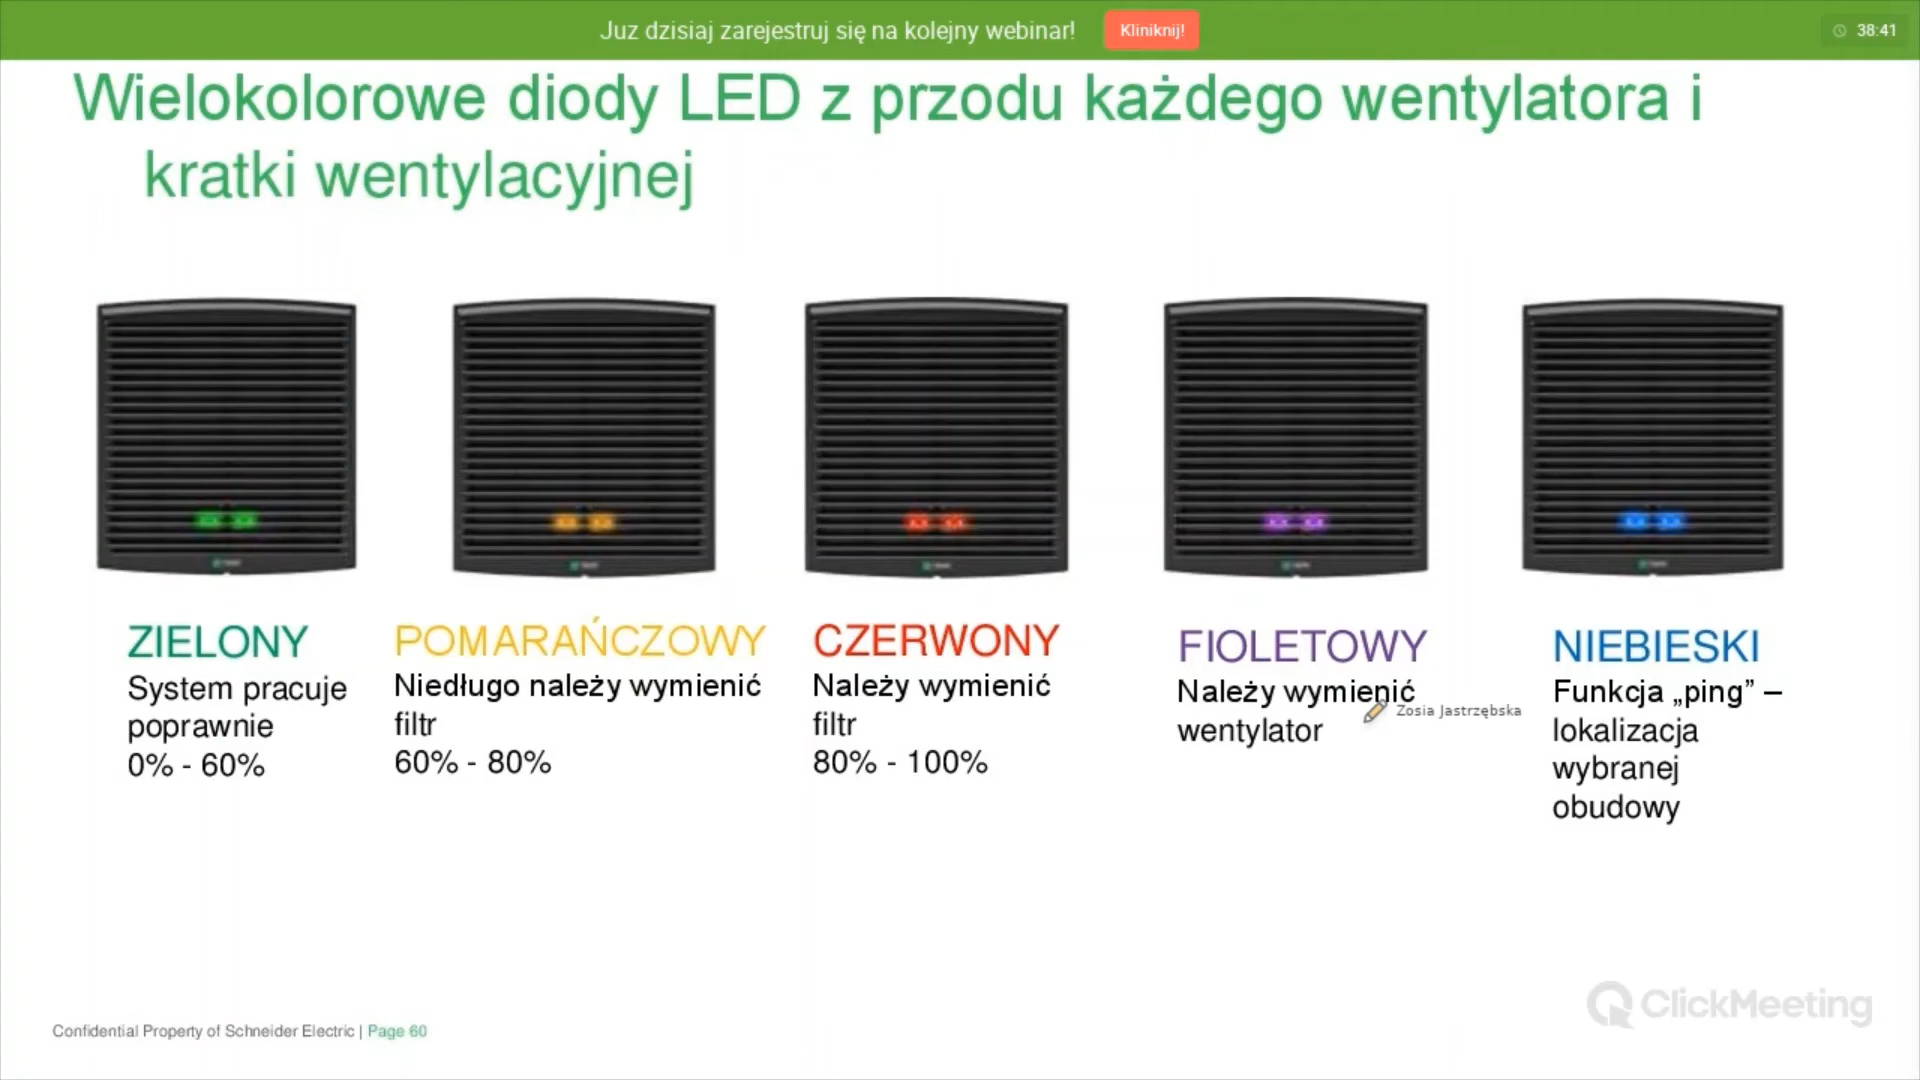 Juz dzisiaj zarejestruj się na kolejny webinar!
Kliniknij!
38:41
Wielokolorowe diody LED z przodu każdego wentylatora i
kratki wentylacyjnej
ZIELONY
System pracuje
poprawnie
0% - 60%
POMARAŃCZOWY
Niedługo należy wymienić
filtr
60% - 80%
CZERWONY
Należy wymienić
filtr
80% - 100%
FIOLETOWY
Należy wymienić
wentylator
Zosia Jastrzębska
NIEBIESKI
Funkcja „ping” –
lokalizacja
wybranej
obudowy
Confidential Property of Schneider Electric | Page 60
ClickMeeting